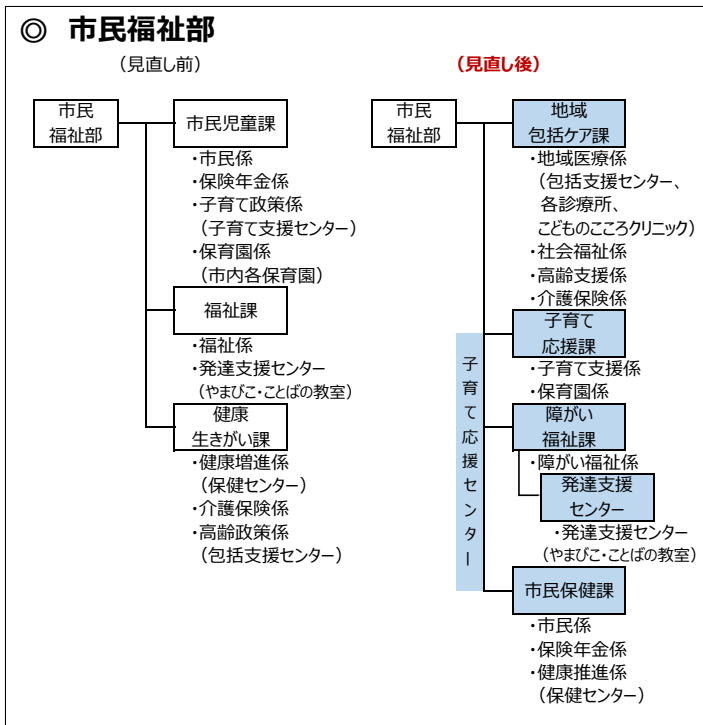 ◎ 市民福祉部
（見直し前）
市民
福祉部
市民児童課
・市民係
・保険年金係
・子育て政策係
（子育て支援センター）
・保育園係
（市内各保育園）
福祉課
・福祉係
・発達支援センター
（やまびこ・ことばの教室）
健康
生きがい課
・健康増進係
（保健センター）
・介護保険係
・高齢政策係
（包括支援センター）
（見直し後）
市民
福祉部
地域
包括ケア課
・地域医療係
（包括支援センター、
各診療所、
こどものこころクリニック）
・社会福祉係
・高齢支援係
・介護保険係
子育て応援センター
子育て
応援課
・子育て支援係
・保育園係
障がい
福祉課
・障がい福祉係
発達支援
センター
・発達支援センター
（やまびこ・ことばの教室）
市民保健課
・市民係
・保険年金係
・健康推進係
（保健センター）